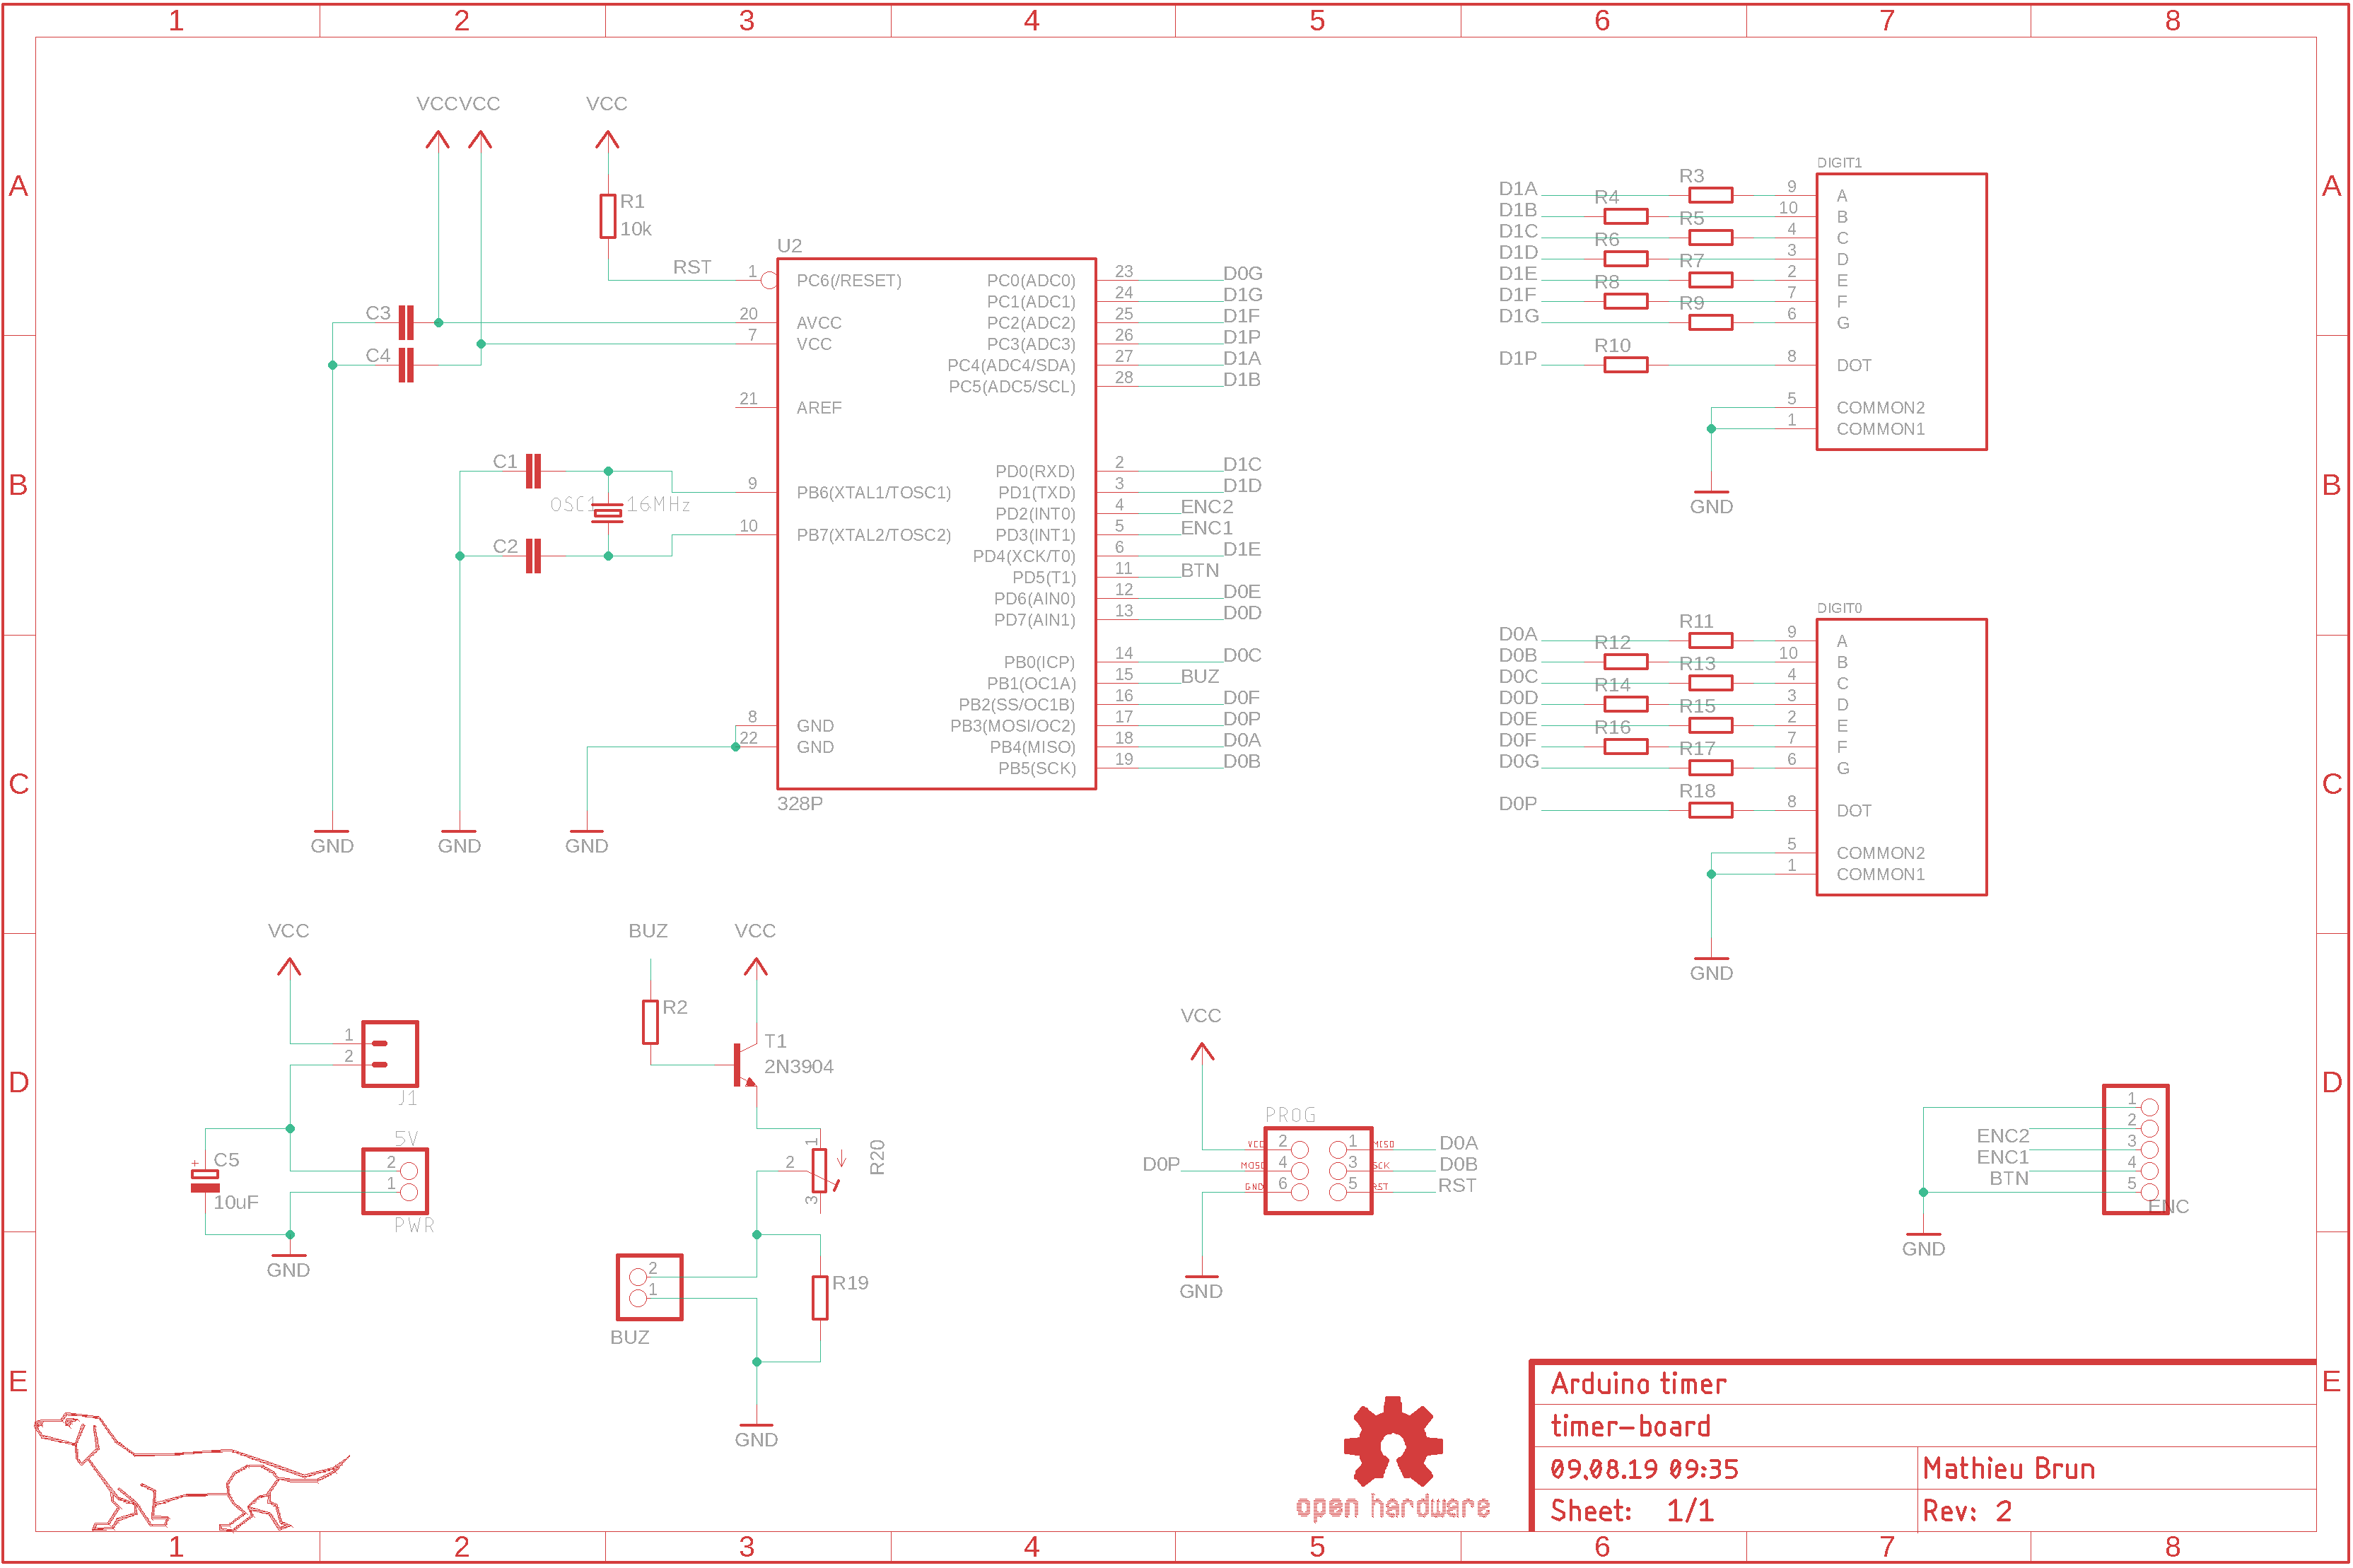 1 2 3 4 5 6 7 8
A A
B B
C C
D D
E E
VCC VCC VCC
R1
10k
RST
C3
C4
C1
OSC1 16MHz
C2
GND GND GND
U2
1 PC6(/RESET)
20 AVCC
7 VCC
21 AREF
9 PB6(XTAL1/TOSC1)
10 PB7(XTAL2/TOSC2)
8 GND
22 GND
328P
PC0(ADC0) 23 D0G
PC1(ADC1) 24 D1G
PC2(ADC2) 25 D1F
PC3(ADC3) 26 D1P
PC4(ADC4/SDA) 27 D1A
PC5(ADC5/SCL) 28 D1B
PD0(RXD) 2 D1C
PD1(TXD) 3 D1D
PD2(INT0) 4 ENC2
PD3(INT1) 5 ENC1
PD4(XCK/T0) 6 D1E
PD5(T1) 11 BTN
PD6(AIN0) 12 D0E
PD7(AIN1) 13 D0D
PB0(ICP) 14 D0C
PB1(OC1A) 15 BUZ
PB2(SS/OC1B) 16 D0F
PB3(MOSI/OC2) 17 D0P
PB4(MISO) 18 D0A
PB5(SCK) 19 D0B
DIGIT1
D1A R3 9 A
D1B R4 10 B
D1C R5 4 C
D1D R6 3 D
D1E R7 2 E
D1F R8 7 F
D1G R9 6 G
D1P R10 8 DOT
5 COMMON2
1 COMMON1
GND
DIGIT0
D0A R11 9 A
D0B R12 10 B
D0C R13 4 C
D0D R14 3 D
D0E R15 2 E
D0F R16 7 F
D0G R17 6 G
D0P R18 8 DOT
5 COMMON2
1 COMMON1
GND
VCC
1
2
J1
5V
2
1
PWR
+ C5
10uF
GND
BUZ VCC
R2
T1
2N3904
1
2
3
R20
2
1
BUZ
R19
GND
VCC
PROG
VCC 2 1 MISO D0A
D0P MOSI 4 3 SCK D0B
GND 6 5 RST RST
GND
1
ENC2 2
ENC1 3
BTN 4
5
ENC
GND
open hardware
Arduino timer
timer-board
09.08.19 09:35 Mathieu Brun
Sheet: 1/1 Rev: 2
1 2 3 4 5 6 7 8